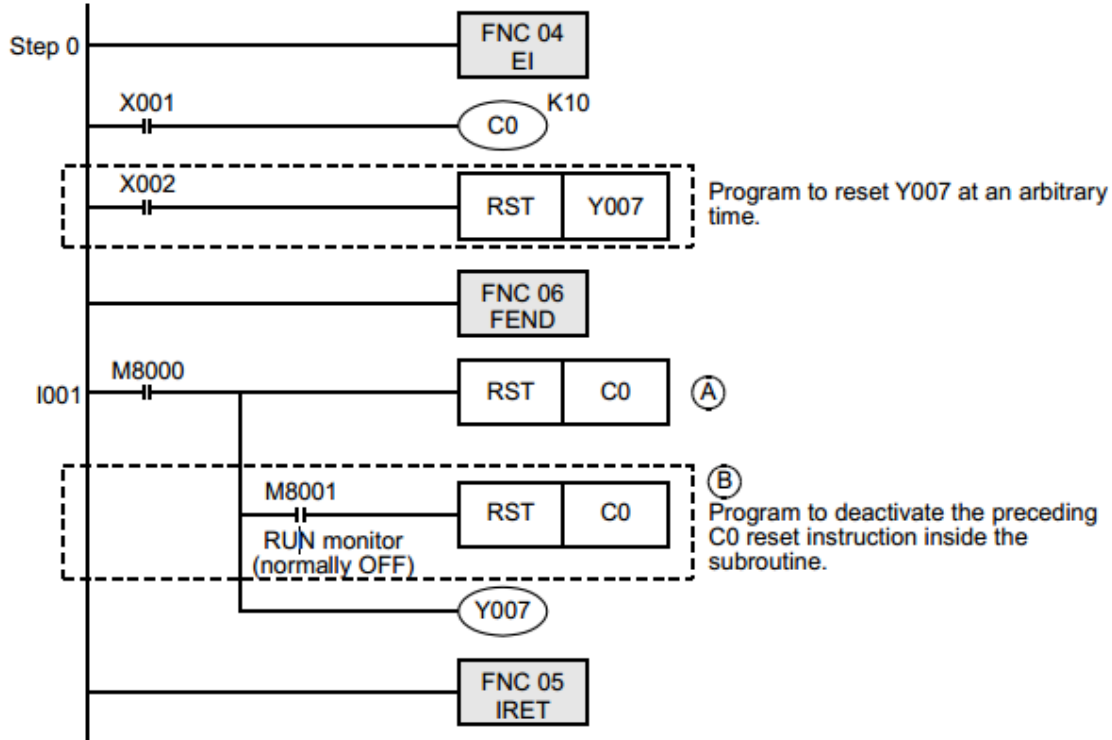 Step 0
FNC 04
EI
X001
C0
K10
X002
RST
Y007
Program to reset Y007 at an arbitrary
time.
FNC 06
FEND
I001
M8000
RST
C0
A
M8001
RUN monitor
(normally OFF)
RST
C0
B
Program to deactivate the preceding
C0 reset instruction inside the
subroutine.
Y007
FNC 05
IRET